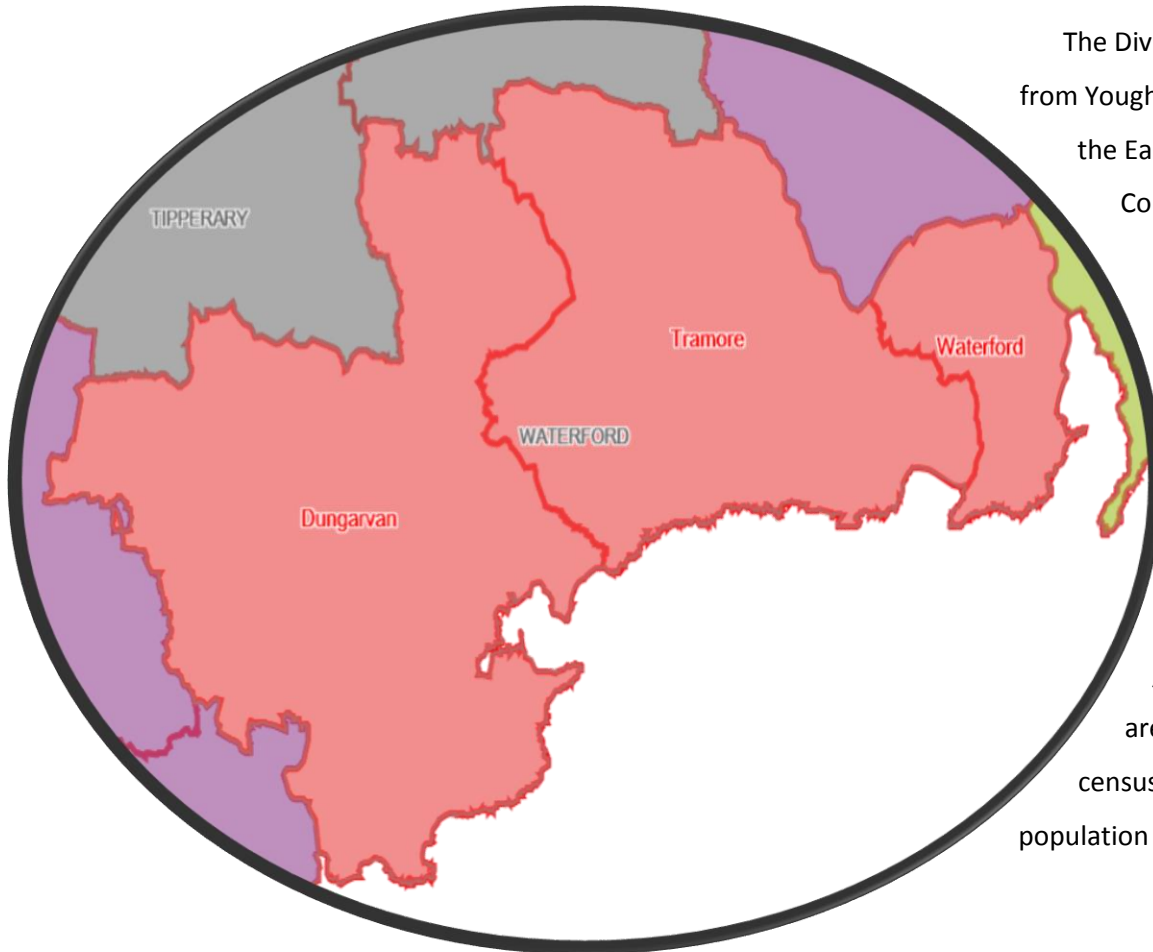 The Div
from Yough
the Ea
Co
TIPPERARY
Tramore
Waterford
WATERFORD
Dungarvan
are
census
population